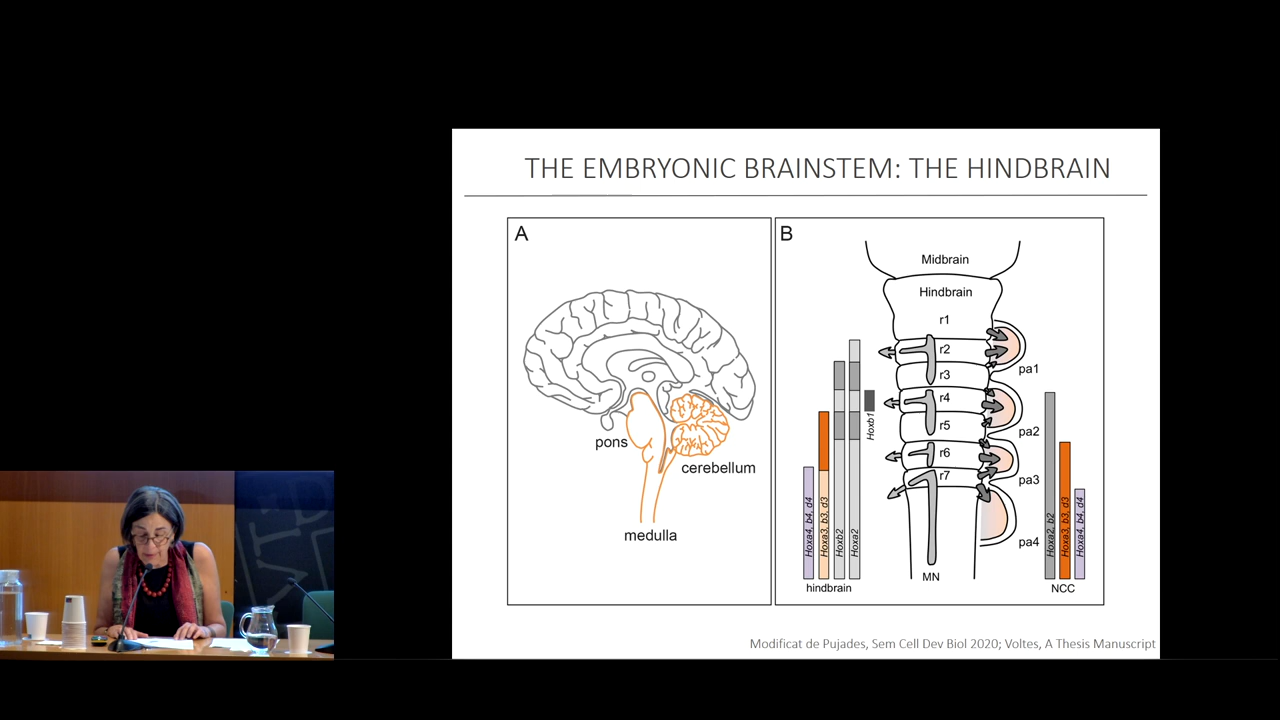 THE EMBRYONIC BRAINSTEM: THE HINDBRAIN
A
pons
cerebellum
medulla
B
Midbrain
Hindbrain
r1
r2
r3
r4
r5
r6
r7
MN
pa1
pa2
pa3
pa4
Hoxa4, b4, d4
Hoxa3, b3, d3
Hoxb2
Hoxa2
Hoxb1
hindbrain
Hoxa2, b2
Hoxa3, b3, d3
Hoxa4, b4, d4
NCC
Modificat de Pujades, Sem Cell Dev Biol 2020; Voltes, A Thesis Manuscript